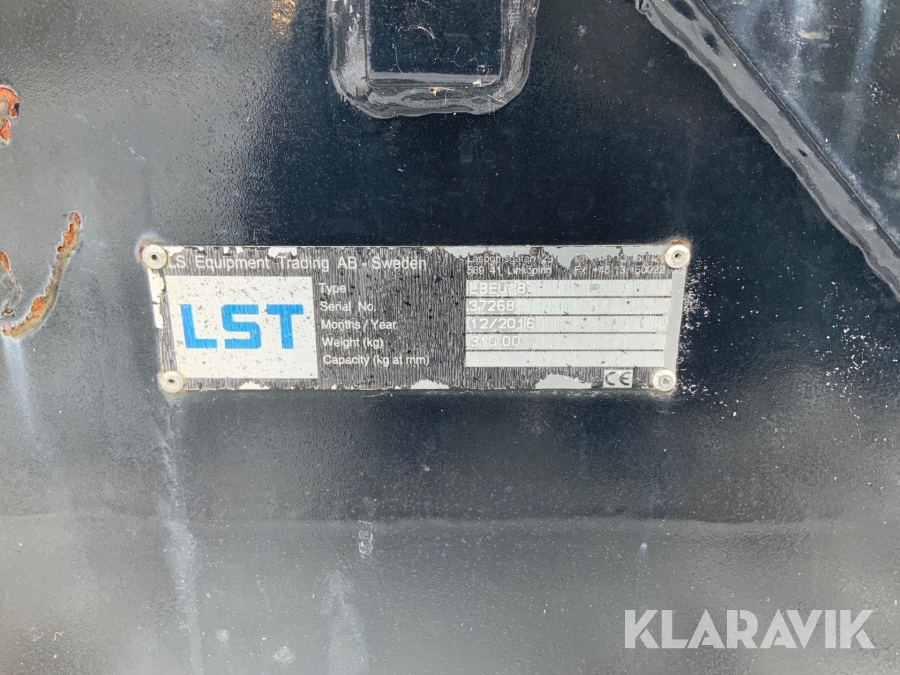 KLARAVIK
LS Equipment Trading AB - Sweden
Linköping
LST
Type
Serial No. 37268
Months / Year 12/2016
Weight (kg)
Capacity (kg at mm)
CE